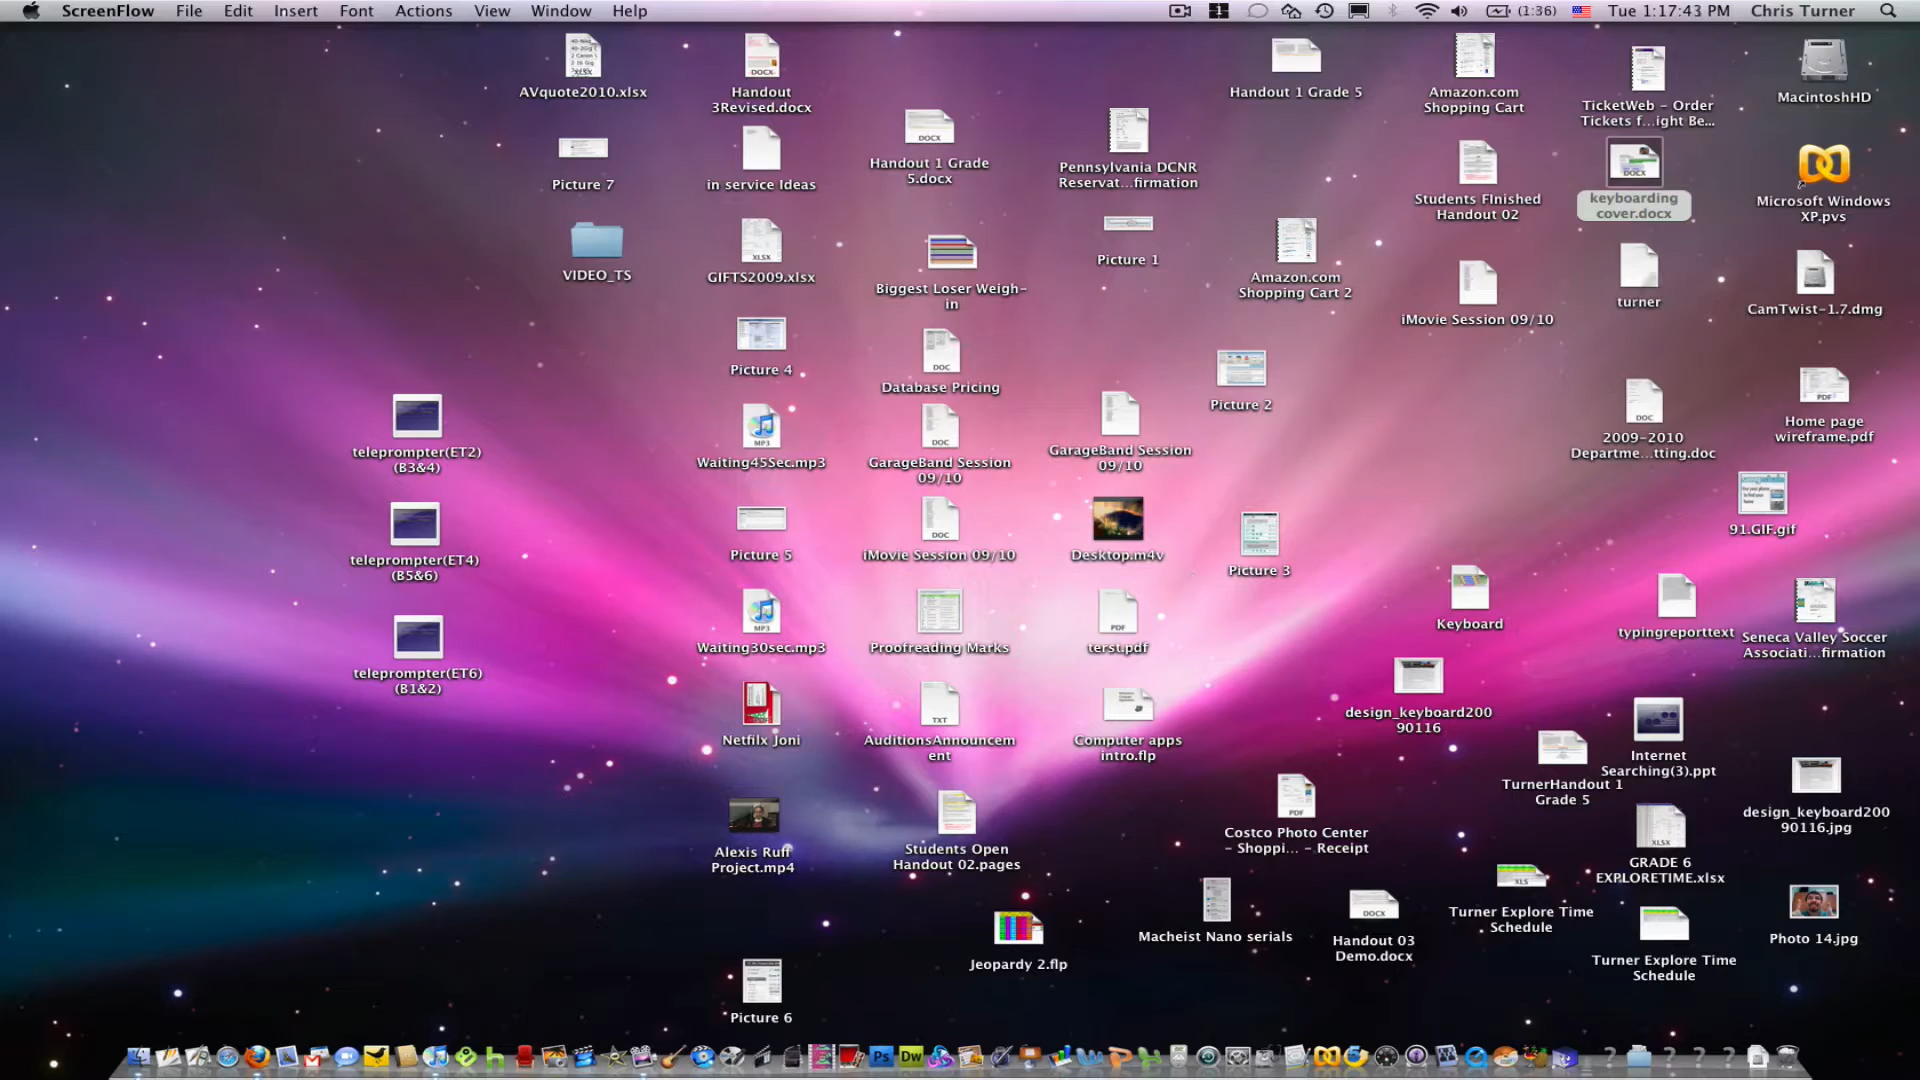 ScreenFlow File Edit Insert Font Actions View Window Help
(1:36) Tue 1:17:43 PM Chris Turner
AVquote2010.xlsx
Handout
3Revised.docx
Handout 1 Grade 5
Amazon.com
Shopping Cart
TicketWeb - Order
Tickets f...ight Be...
MacintoshHD
Picture 7
in service Ideas
Handout 1 Grade
5.docx
Pennsylvania DCNR
Reservat...firmation
Students FInished
Handout 02
keyboarding
cover.docx
Microsoft Windows
XP.pvs
VIDEO_TS
GIFTS2009.xlsx
Biggest Loser Weigh-
in
Picture 1
Amazon.com
Shopping Cart 2
iMovie Session 09/10
turner
CamTwist-1.7.dmg
Picture 4
Database Pricing
Picture 2
2009-2010
Departme...tting.doc
Home page
wireframe.pdf
teleprompter(ET2)
(B3&4)
Waiting45Sec.mp3
GarageBand Session
09/10
GarageBand Session
09/10
91.GIF.gif
teleprompter(ET4)
(B5&6)
Picture 5
iMovie Session 09/10
Desktop.m4v
Picture 3
teleprompter(ET6)
(B1&2)
Waiting30sec.mp3
Proofreading Marks
terst.pdf
Keyboard
typingreporttext
Seneca Valley Soccer
Associati...firmation
Netfilx Joni
AuditionsAnnouncem
ent
Computer apps
intro.flp
design_keyboard200
90116
Internet
Searching(3).ppt
TurnerHandout 1
Grade 5
design_keyboard200
90116.jpg
Alexis Ruff
Project.mp4
Students Open
Handout 02.pages
Costco Photo Center
- Shoppi... - Receipt
GRADE 6
EXPLORETIME.xlsx
Jeopardy 2.flp
Macheist Nano serials
Handout 03
Demo.docx
Turner Explore Time
Schedule
Turner Explore Time
Schedule
Photo 14.jpg
Picture 6
Ps Dw